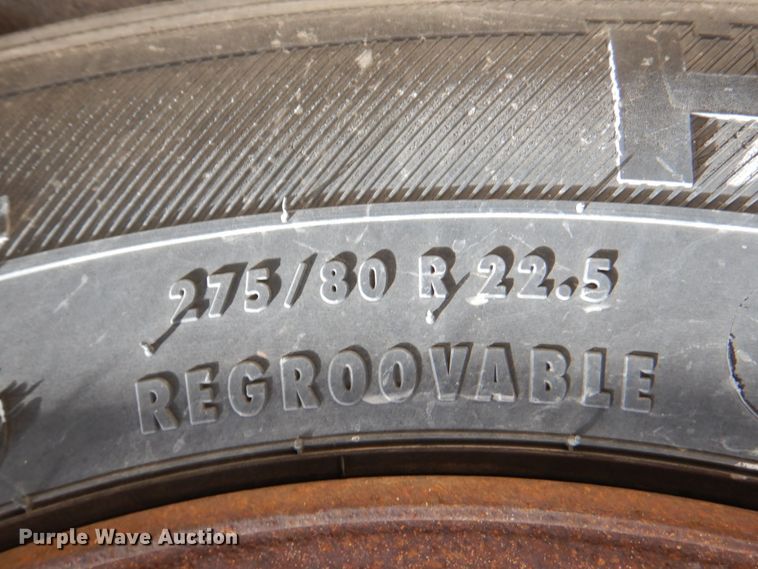 275/80 R 22.5
REGROOVABLE
Purple Wave Auction